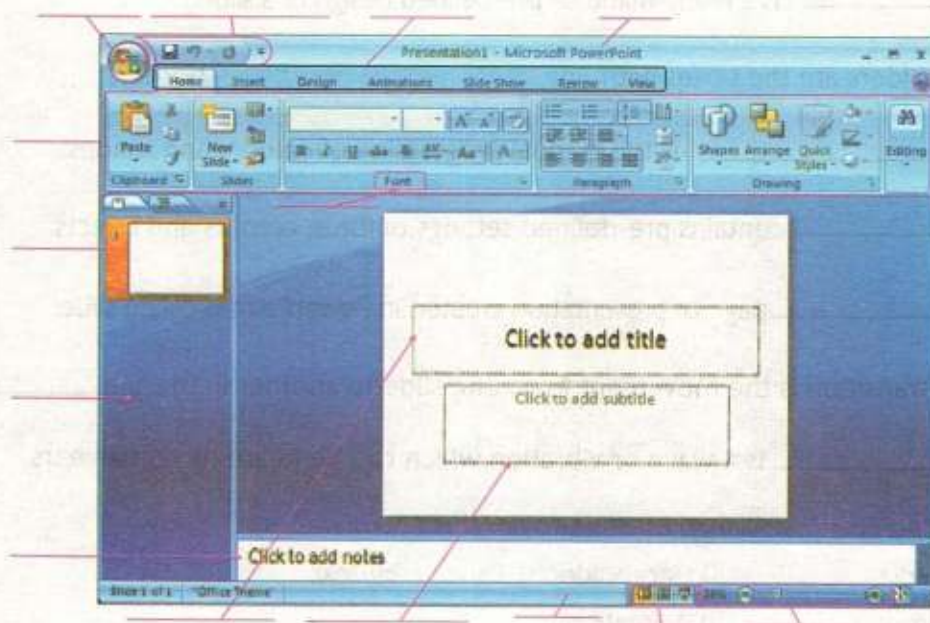 Presentation1 - Microsoft PowerPoint
Home Insert Design Animations Slide Show Review View
Paste New Slide Shapes Arrange Quick Styles Editing
Clipboard Slides Font Paragraph Drawing
1
Click to add title
Click to add subtitle
Click to add notes
Slide 1 of 1 "Office Theme"